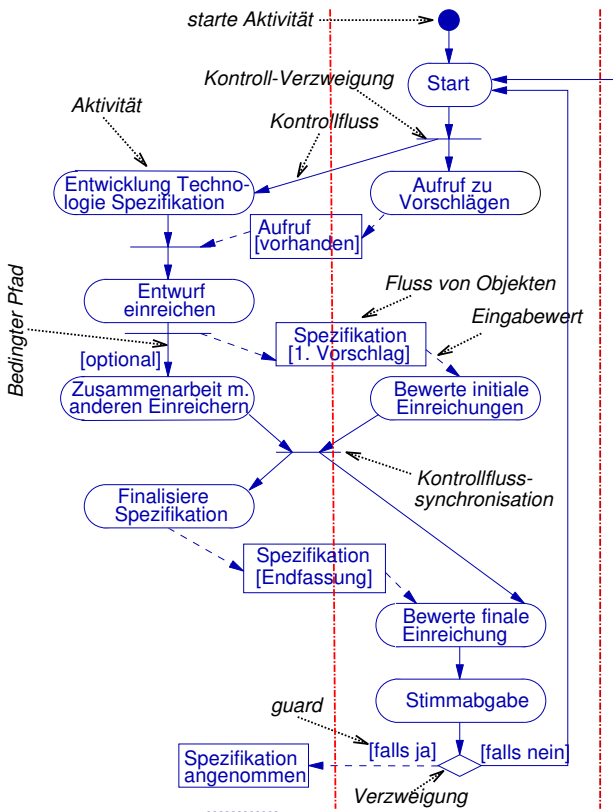 starte Aktivität
Kontroll-Verzweigung
Start
Aktivität
Kontrollfluss
Entwicklung Techno-
logie Spezifikation
Aufruf zu
Vorschlägen
Aufruf
[vorhanden]
Entwurf
einreichen
Fluss von Objekten
Eingabewert
Bedingter Pfad
Spezifikation
[1. Vorschlag]
[optional]
Zusammenarbeit m.
anderen Einreichern
Bewerte initiale
Einreichungen
Kontrollfluss-
synchronisation
Finalisiere
Spezifikation
Spezifikation
[Endfassung]
Bewerte finale
Einreichung
Stimmabgabe
guard
[falls ja]
[falls nein]
Spezifikation
angenommen
Verzweigung